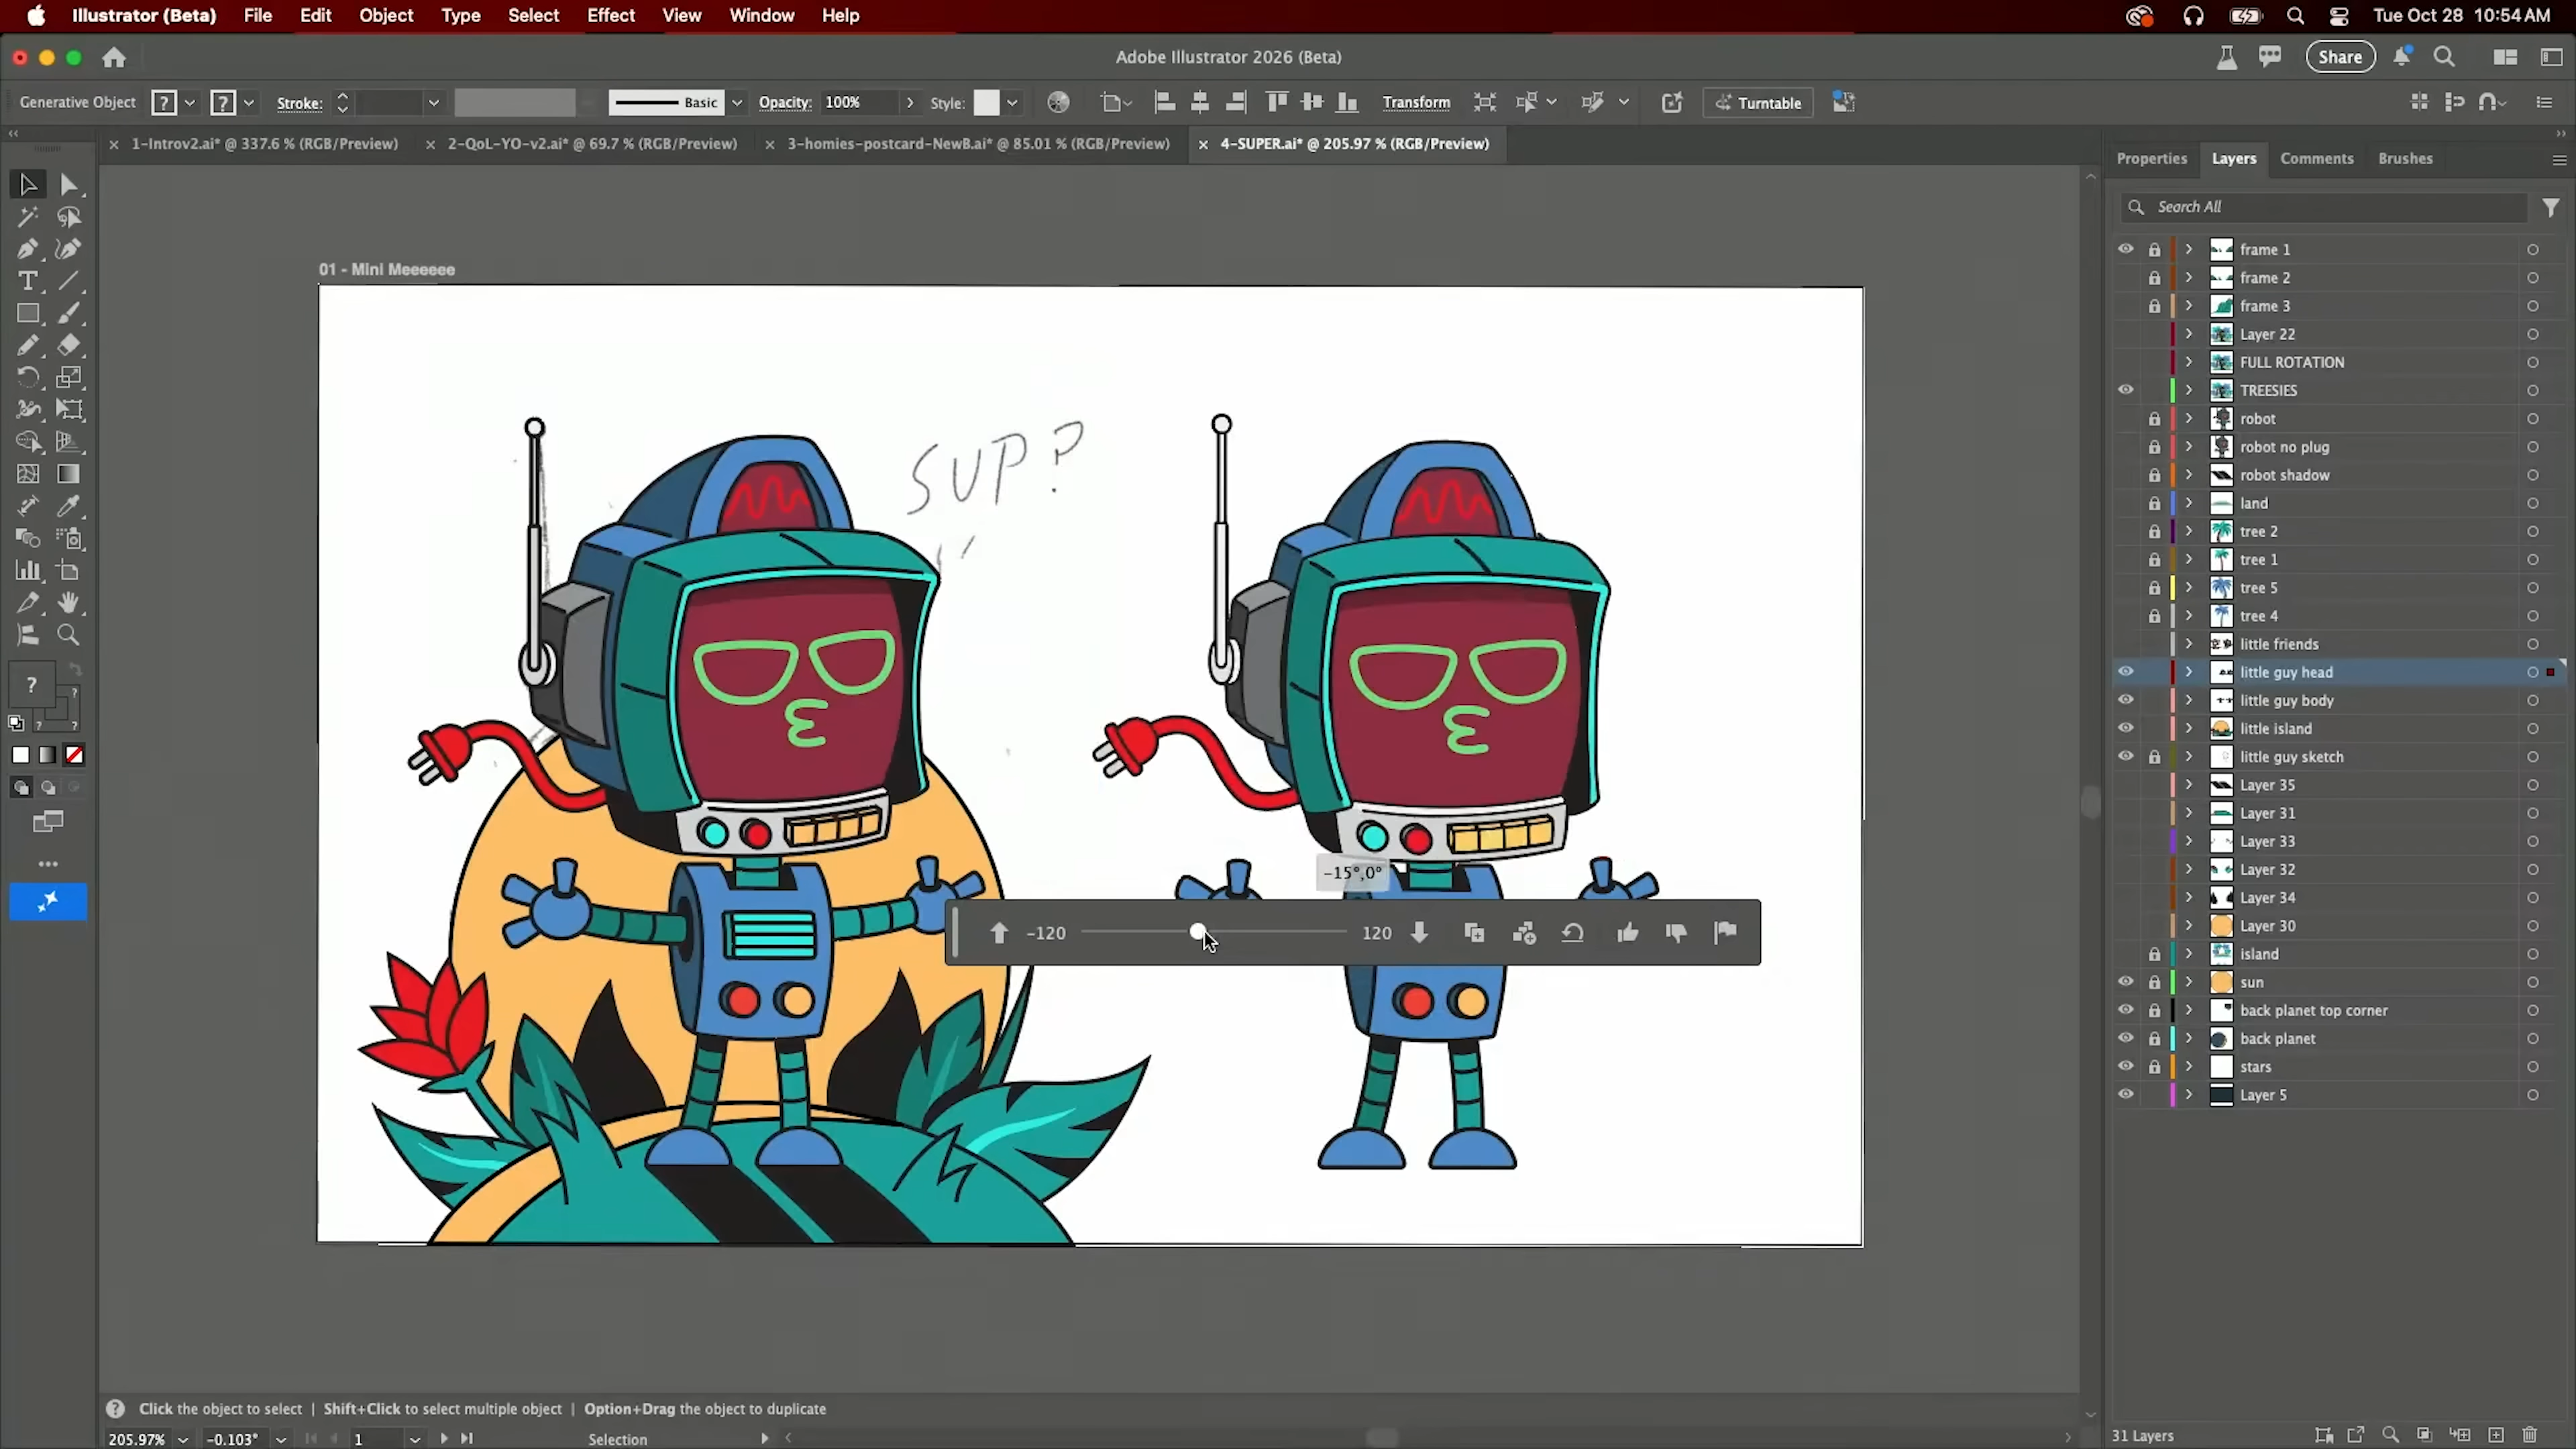 Illustrator (Beta) File Edit Object Type Select Effect View Window Help Tue Oct 28 10:54 AM
Adobe Illustrator 2026 (Beta) Share
Generative Object ? ? Stroke: Basic Opacity: 100% Style: Transform Turntable
1-Introv2.ai* @ 337.6 % (RGB/Preview) 2-QoL-YO-v2.ai* @ 69.7 % (RGB/Preview) 3-homies-postcard-NewB.ai* @ 85.01 % (RGB/Preview) 4-SUPER.ai* @ 205.97 % (RGB/Preview)
Properties Layers Comments Brushes
Search All
01 - Mini Meeeeee
SUP?
-15°,0°
-120 120
frame 1
frame 2
frame 3
Layer 22
FULL ROTATION
TREESIES
robot
robot no plug
robot shadow
land
tree 2
tree 1
tree 5
tree 4
little friends
little guy head
little guy body
little island
little guy sketch
Layer 35
Layer 31
Layer 33
Layer 32
Layer 34
Layer 30
island
sun
back planet top corner
back planet
stars
Layer 5
Click the object to select | Shift+Click to select multiple object | Option+Drag the object to duplicate
205.97% -0.103° 1 Selection
31 Layers